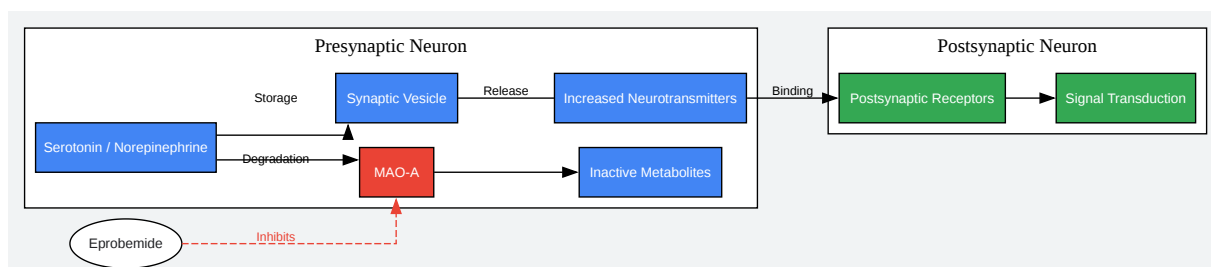 Presynaptic Neuron
Postsynaptic Neuron
Storage
Synaptic Vesicle
Release
Increased Neurotransmitters
Binding
Postsynaptic Receptors
Signal Transduction
Serotonin / Norepinephrine
Degradation
MAO-A
Inactive Metabolites
Eprobemide
Inhibits